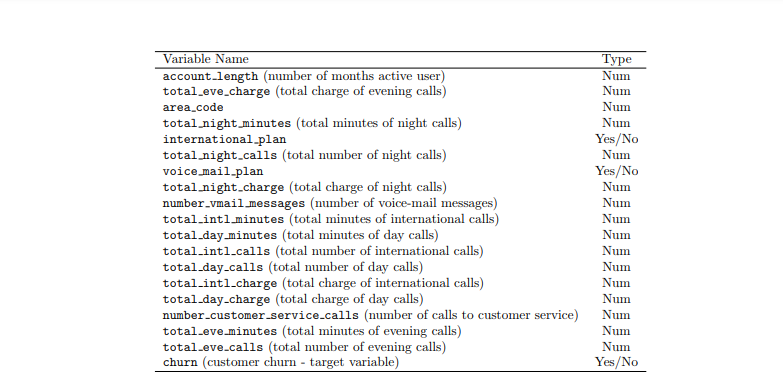 Variable Name Type
account_length (number of months active user) Num
total_eve_charge (total charge of evening calls) Num
area_code Num
total_night_minutes (total minutes of night calls) Num
international_plan Yes/No
total_night_calls (total number of night calls) Num
voice_mail_plan Yes/No
total_night_charge (total charge of night calls) Num
number_vmail_messages (number of voice-mail messages) Num
total_intl_minutes (total minutes of international calls) Num
total_day_minutes (total minutes of day calls) Num
total_intl_calls (total number of international calls) Num
total_day_calls (total number of day calls) Num
total_intl_charge (total charge of international calls) Num
total_day_charge (total charge of day calls) Num
number_customer_service_calls (number of calls to customer service) Num
total_eve_minutes (total minutes of evening calls) Num
total_eve_calls (total number of evening calls) Num
churn (customer churn - target variable) Yes/No